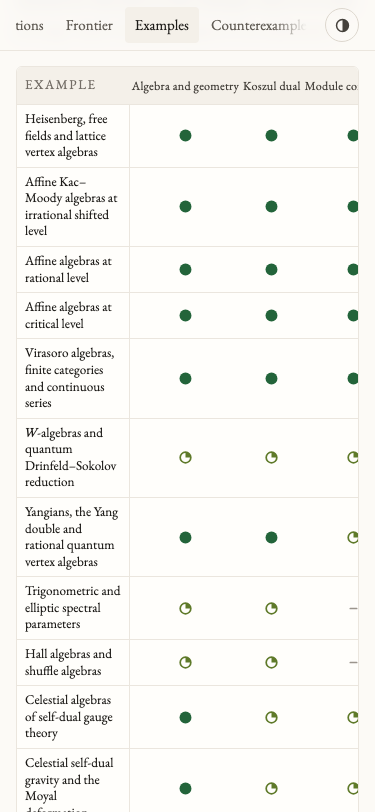 tions Frontier Examples Counterexample
EXAMPLE Algebra and geometry Koszul dual Module co
Heisenberg, free
fields and lattice
vertex algebras
Affine Kac–
Moody algebras at
irrational shifted
level
Affine algebras at
rational level
Affine algebras at
critical level
Virasoro algebras,
finite categories
and continuous
series
W-algebras and
quantum
Drinfeld–Sokolov
reduction
Yangians, the Yang
double and
rational quantum
vertex algebras
Trigonometric and
elliptic spectral
parameters
–
Hall algebras and
shuffle algebras
–
Celestial algebras
of self-dual gauge
theory
Celestial self-dual
gravity and the
Moyal
deformation